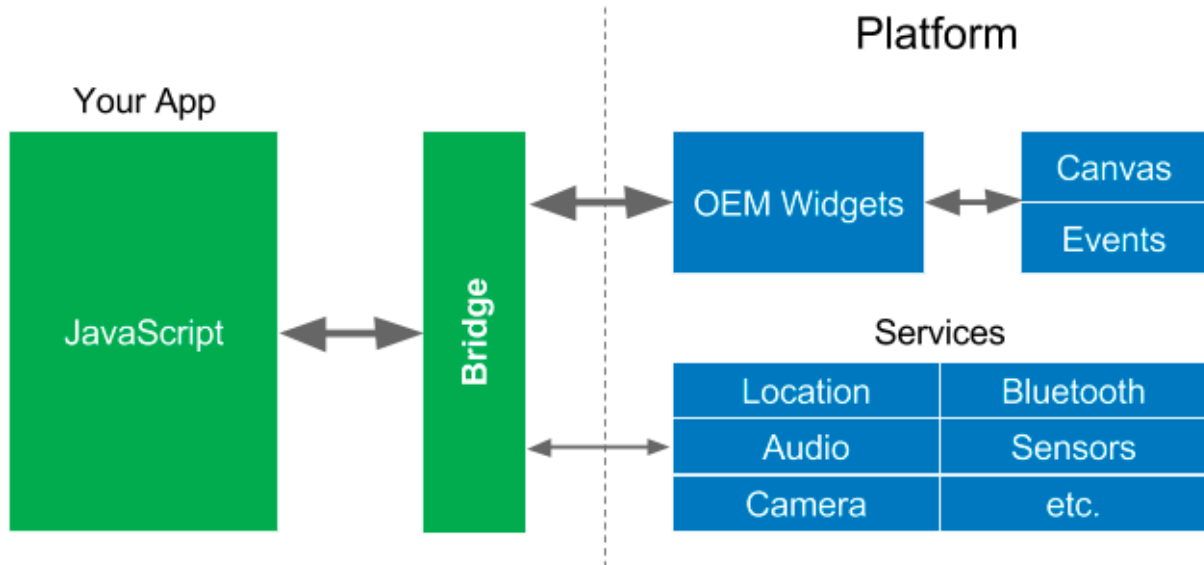 Platform
Your App
JavaScript
Bridge
OEM Widgets
Canvas
Events
Services
Location
Bluetooth
Audio
Sensors
Camera
etc.